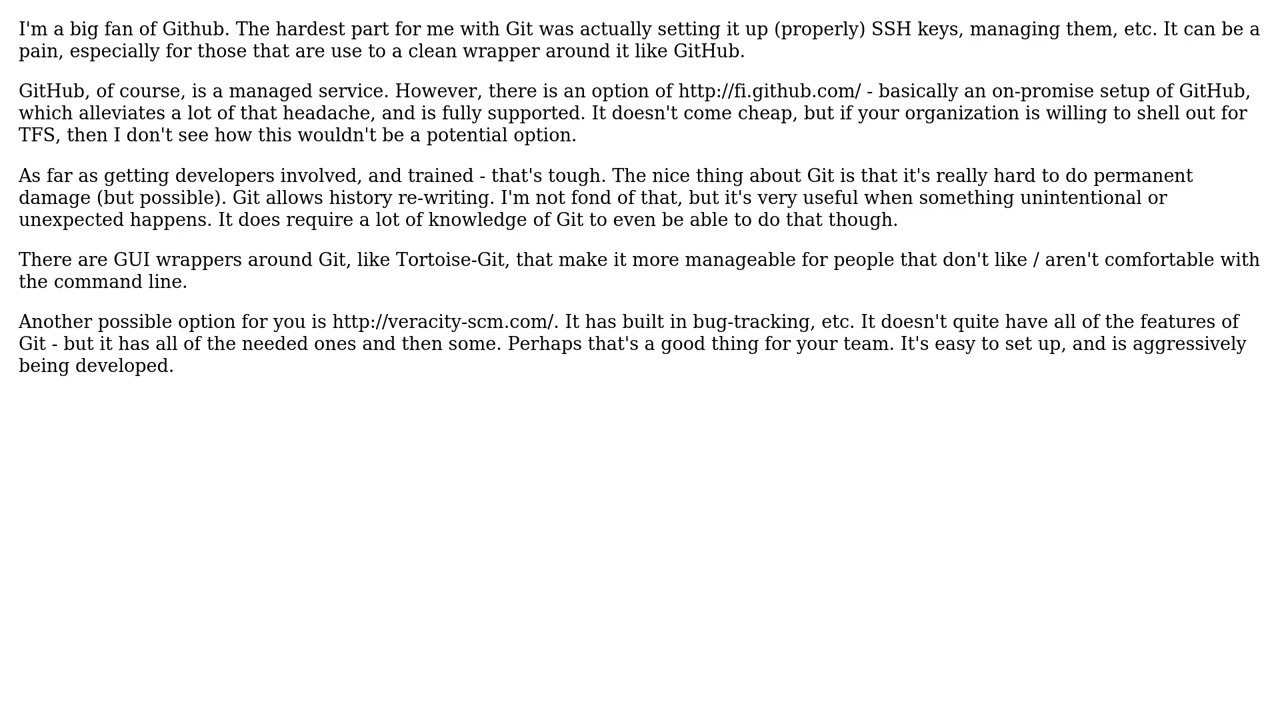 I'm a big fan of Github. The hardest part for me with Git was actually setting it up (properly) SSH keys, managing them, etc. It can be a
pain, especially for those that are use to a clean wrapper around it like GitHub.
GitHub, of course, is a managed service. However, there is an option of http://fi.github.com/ - basically an on-promise setup of GitHub,
which alleviates a lot of that headache, and is fully supported. It doesn't come cheap, but if your organization is willing to shell out for
TFS, then I don't see how this wouldn't be a potential option.
As far as getting developers involved, and trained - that's tough. The nice thing about Git is that it's really hard to do permanent
damage (but possible). Git allows history re-writing. I'm not fond of that, but it's very useful when something unintentional or
unexpected happens. It does require a lot of knowledge of Git to even be able to do that though.
There are GUI wrappers around Git, like Tortoise-Git, that make it more manageable for people that don't like / aren't comfortable with
the command line.
Another possible option for you is http://veracity-scm.com/. It has built in bug-tracking, etc. It doesn't quite have all of the features of
Git - but it has all of the needed ones and then some. Perhaps that's a good thing for your team. It's easy to set up, and is aggressively
being developed.